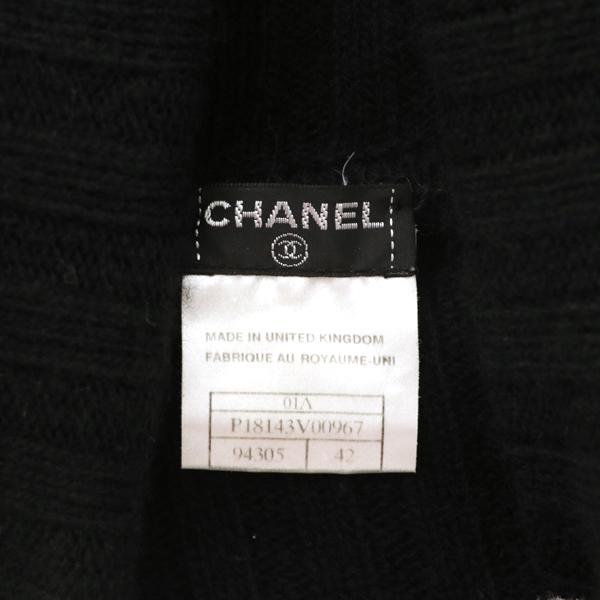 CHANEL
MADE IN UNITED KINGDOM
FABRIQUE AU ROYAUME-UNI
01A
P18143V00967
94305 42